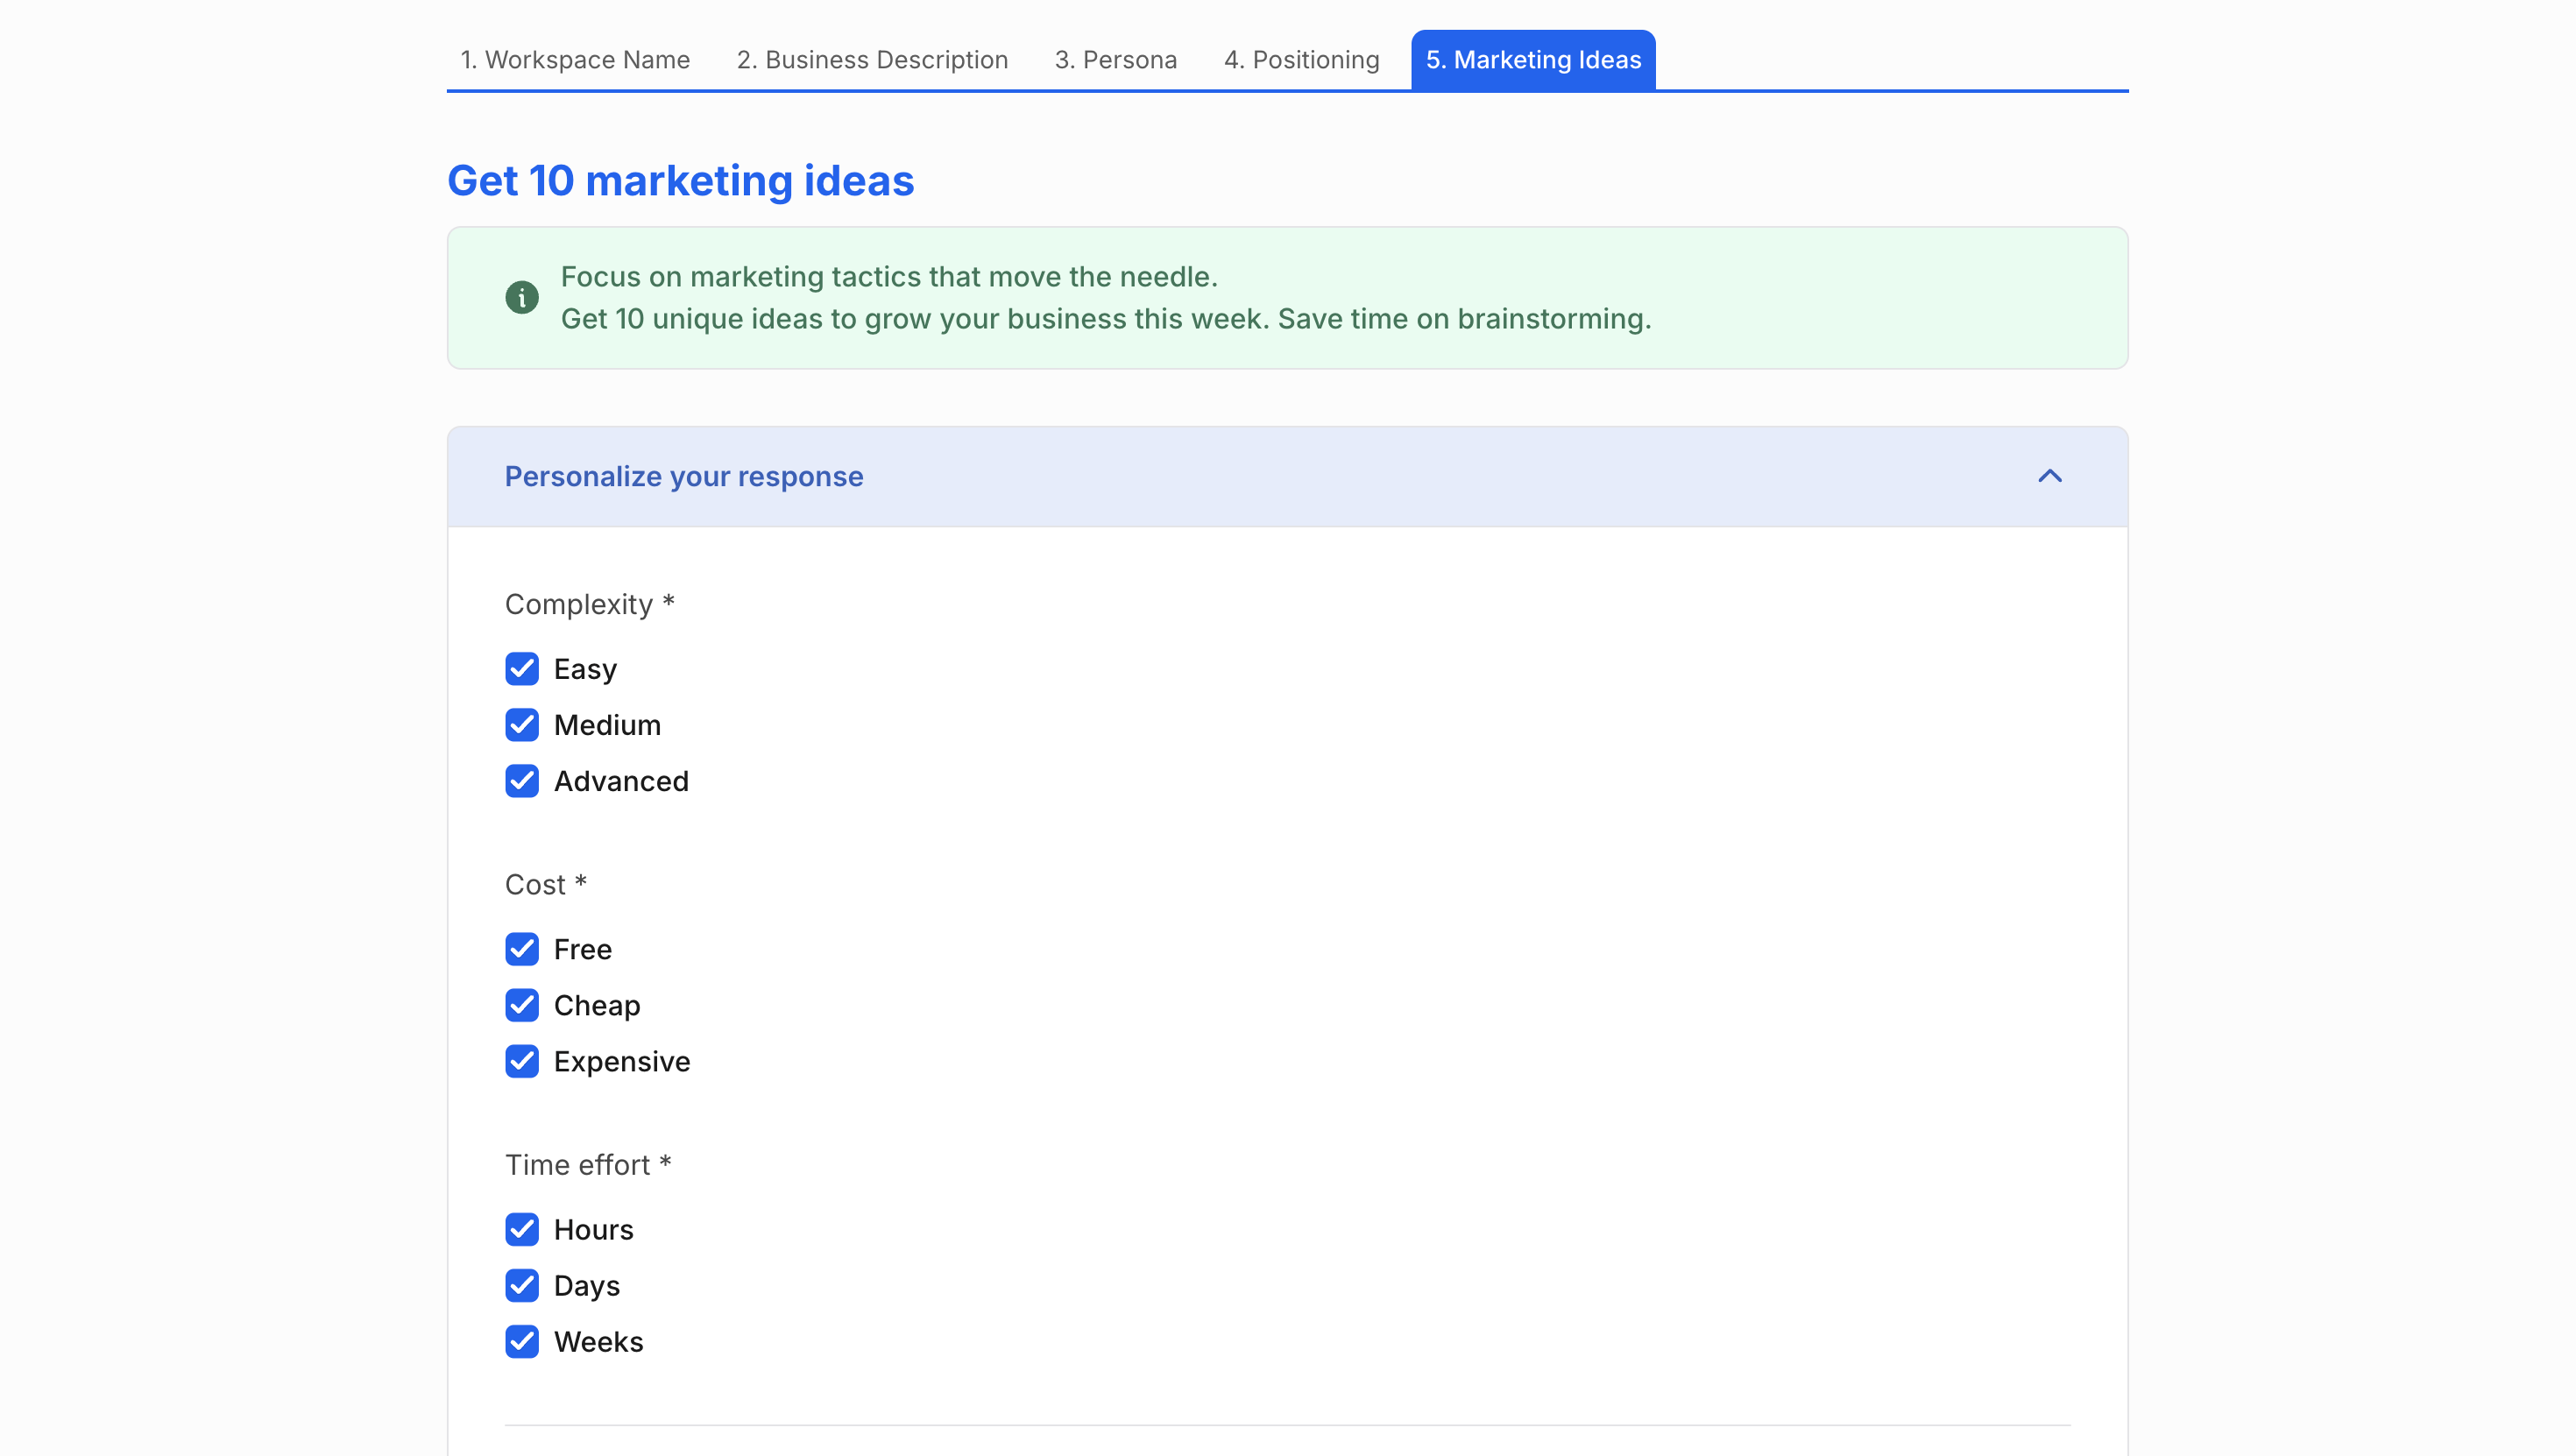 1. Workspace Name 2. Business Description 3. Persona 4. Positioning 5. Marketing Ideas
Get 10 marketing ideas
Focus on marketing tactics that move the needle.
Get 10 unique ideas to grow your business this week. Save time on brainstorming.
Personalize your response
Complexity *
Easy
Medium
Advanced
Cost *
Free
Cheap
Expensive
Time effort *
Hours
Days
Weeks